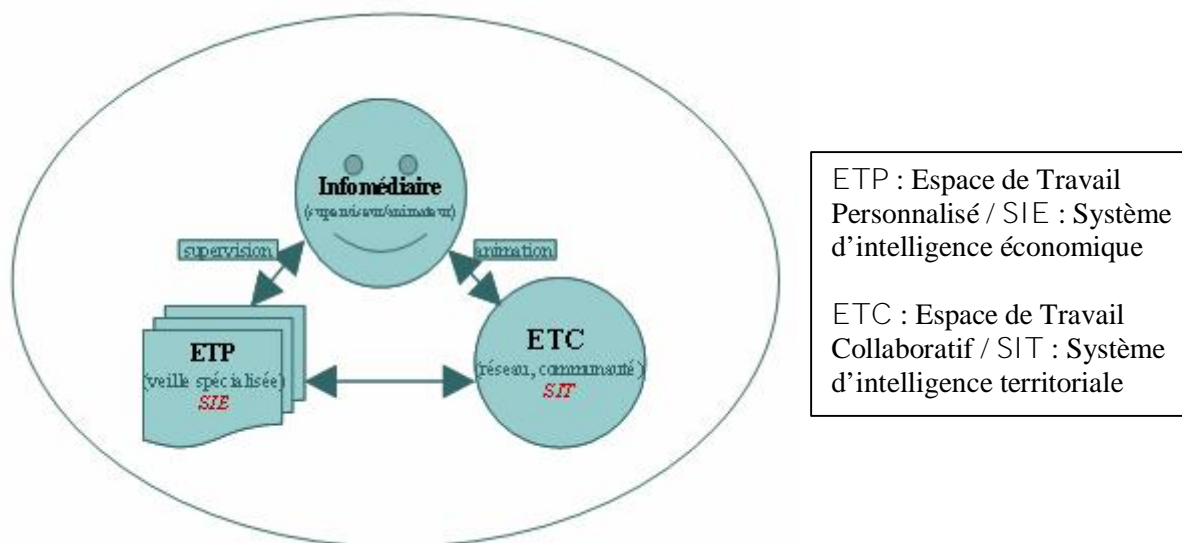 Infomédiaire
(superviseur/animateur)
supervision
animation
ETP
(veille spécialisée)
SIE
ETC
(réseau, communauté)
SIT
ETP : Espace de Travail
Personnalisé / SIE : Système
d’intelligence économique
ETC : Espace de Travail
Collaboratif / SIT : Système
d’intelligence territoriale